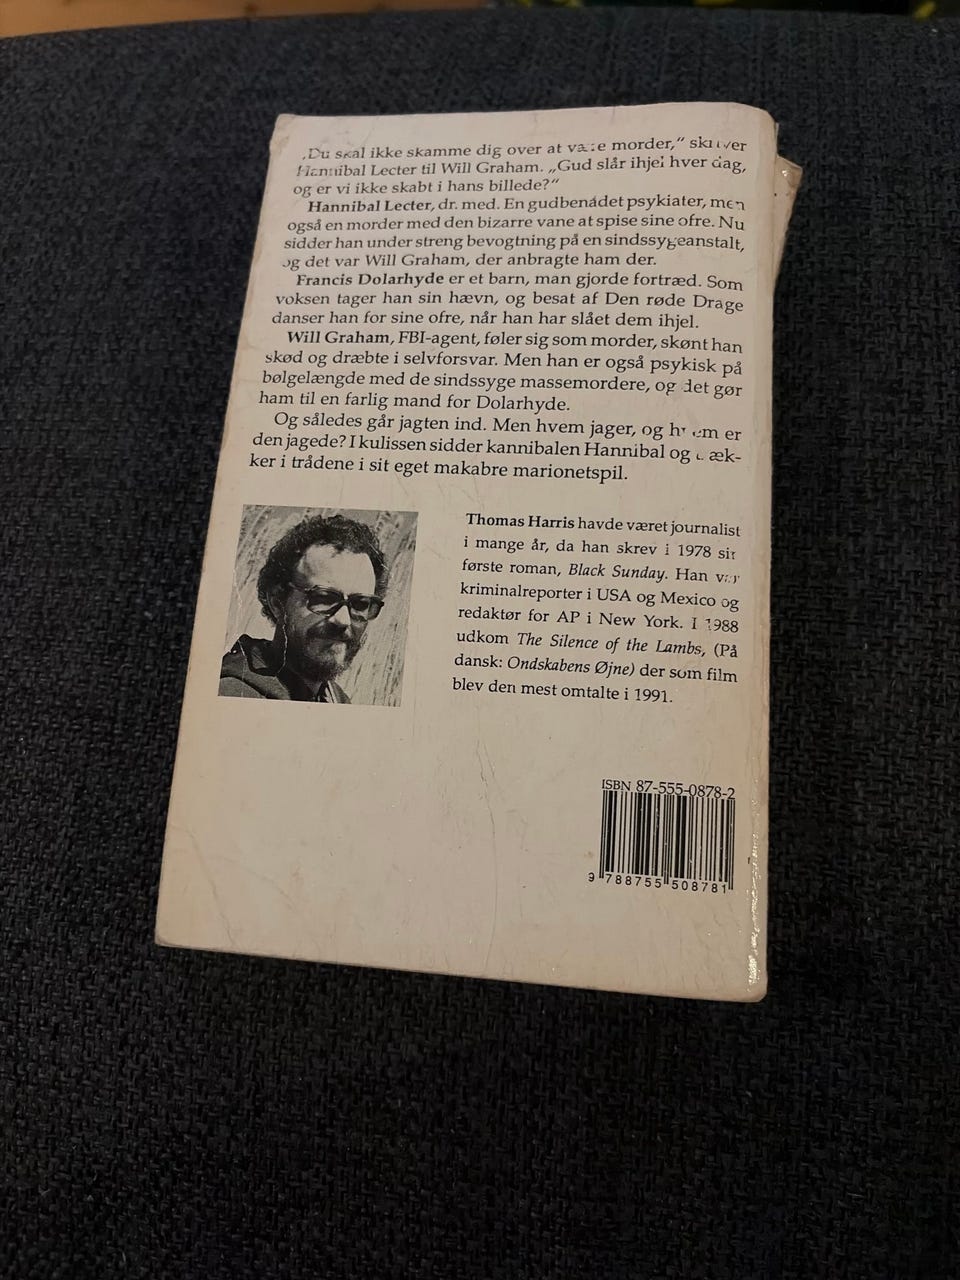 „Du skal ikke skamme dig over at være morder,“ skriver
Hannibal Lecter til Will Graham. „Gud slår ihjel hver dag,
og er vi ikke skabt i hans billede?“
Hannibal Lecter, dr. med. En gudbenådet psykiater, men
også en morder med den bizarre vane at spise sine ofre. Nu
sidder han under streng bevogtning på en sindssygeanstalt,
og det var Will Graham, der anbragte ham der.
Francis Dolarhyde er et barn, man gjorde fortræd. Som
voksen tager han sin hævn, og besat af Den røde Drage
danser han for sine ofre, når han har slået dem ihjel.
Will Graham, FBI-agent, føler sig som morder, skønt han
skød og dræbte i selvforsvar. Men han er også psykisk på
bølgelængde med de sindssyge massemordere, og det gør
ham til en farlig mand for Dolarhyde.
Og således går jagten ind. Men hvem jager, og hvem er
den jagede? I kulissen sidder kannibalen Hannibal og træk-
ker i trådene i sit eget makabre marionetspil.
Thomas Harris havde været journalist
i mange år, da han skrev i 1978 sin
første roman, Black Sunday. Han var
kriminalreporter i USA og Mexico og
redaktør for AP i New York. I 1988
udkom The Silence of the Lambs, (På
dansk: Ondskabens Øjne) der som film
blev den mest omtalte i 1991.
ISBN 87-555-0878-2
9 788755 508781